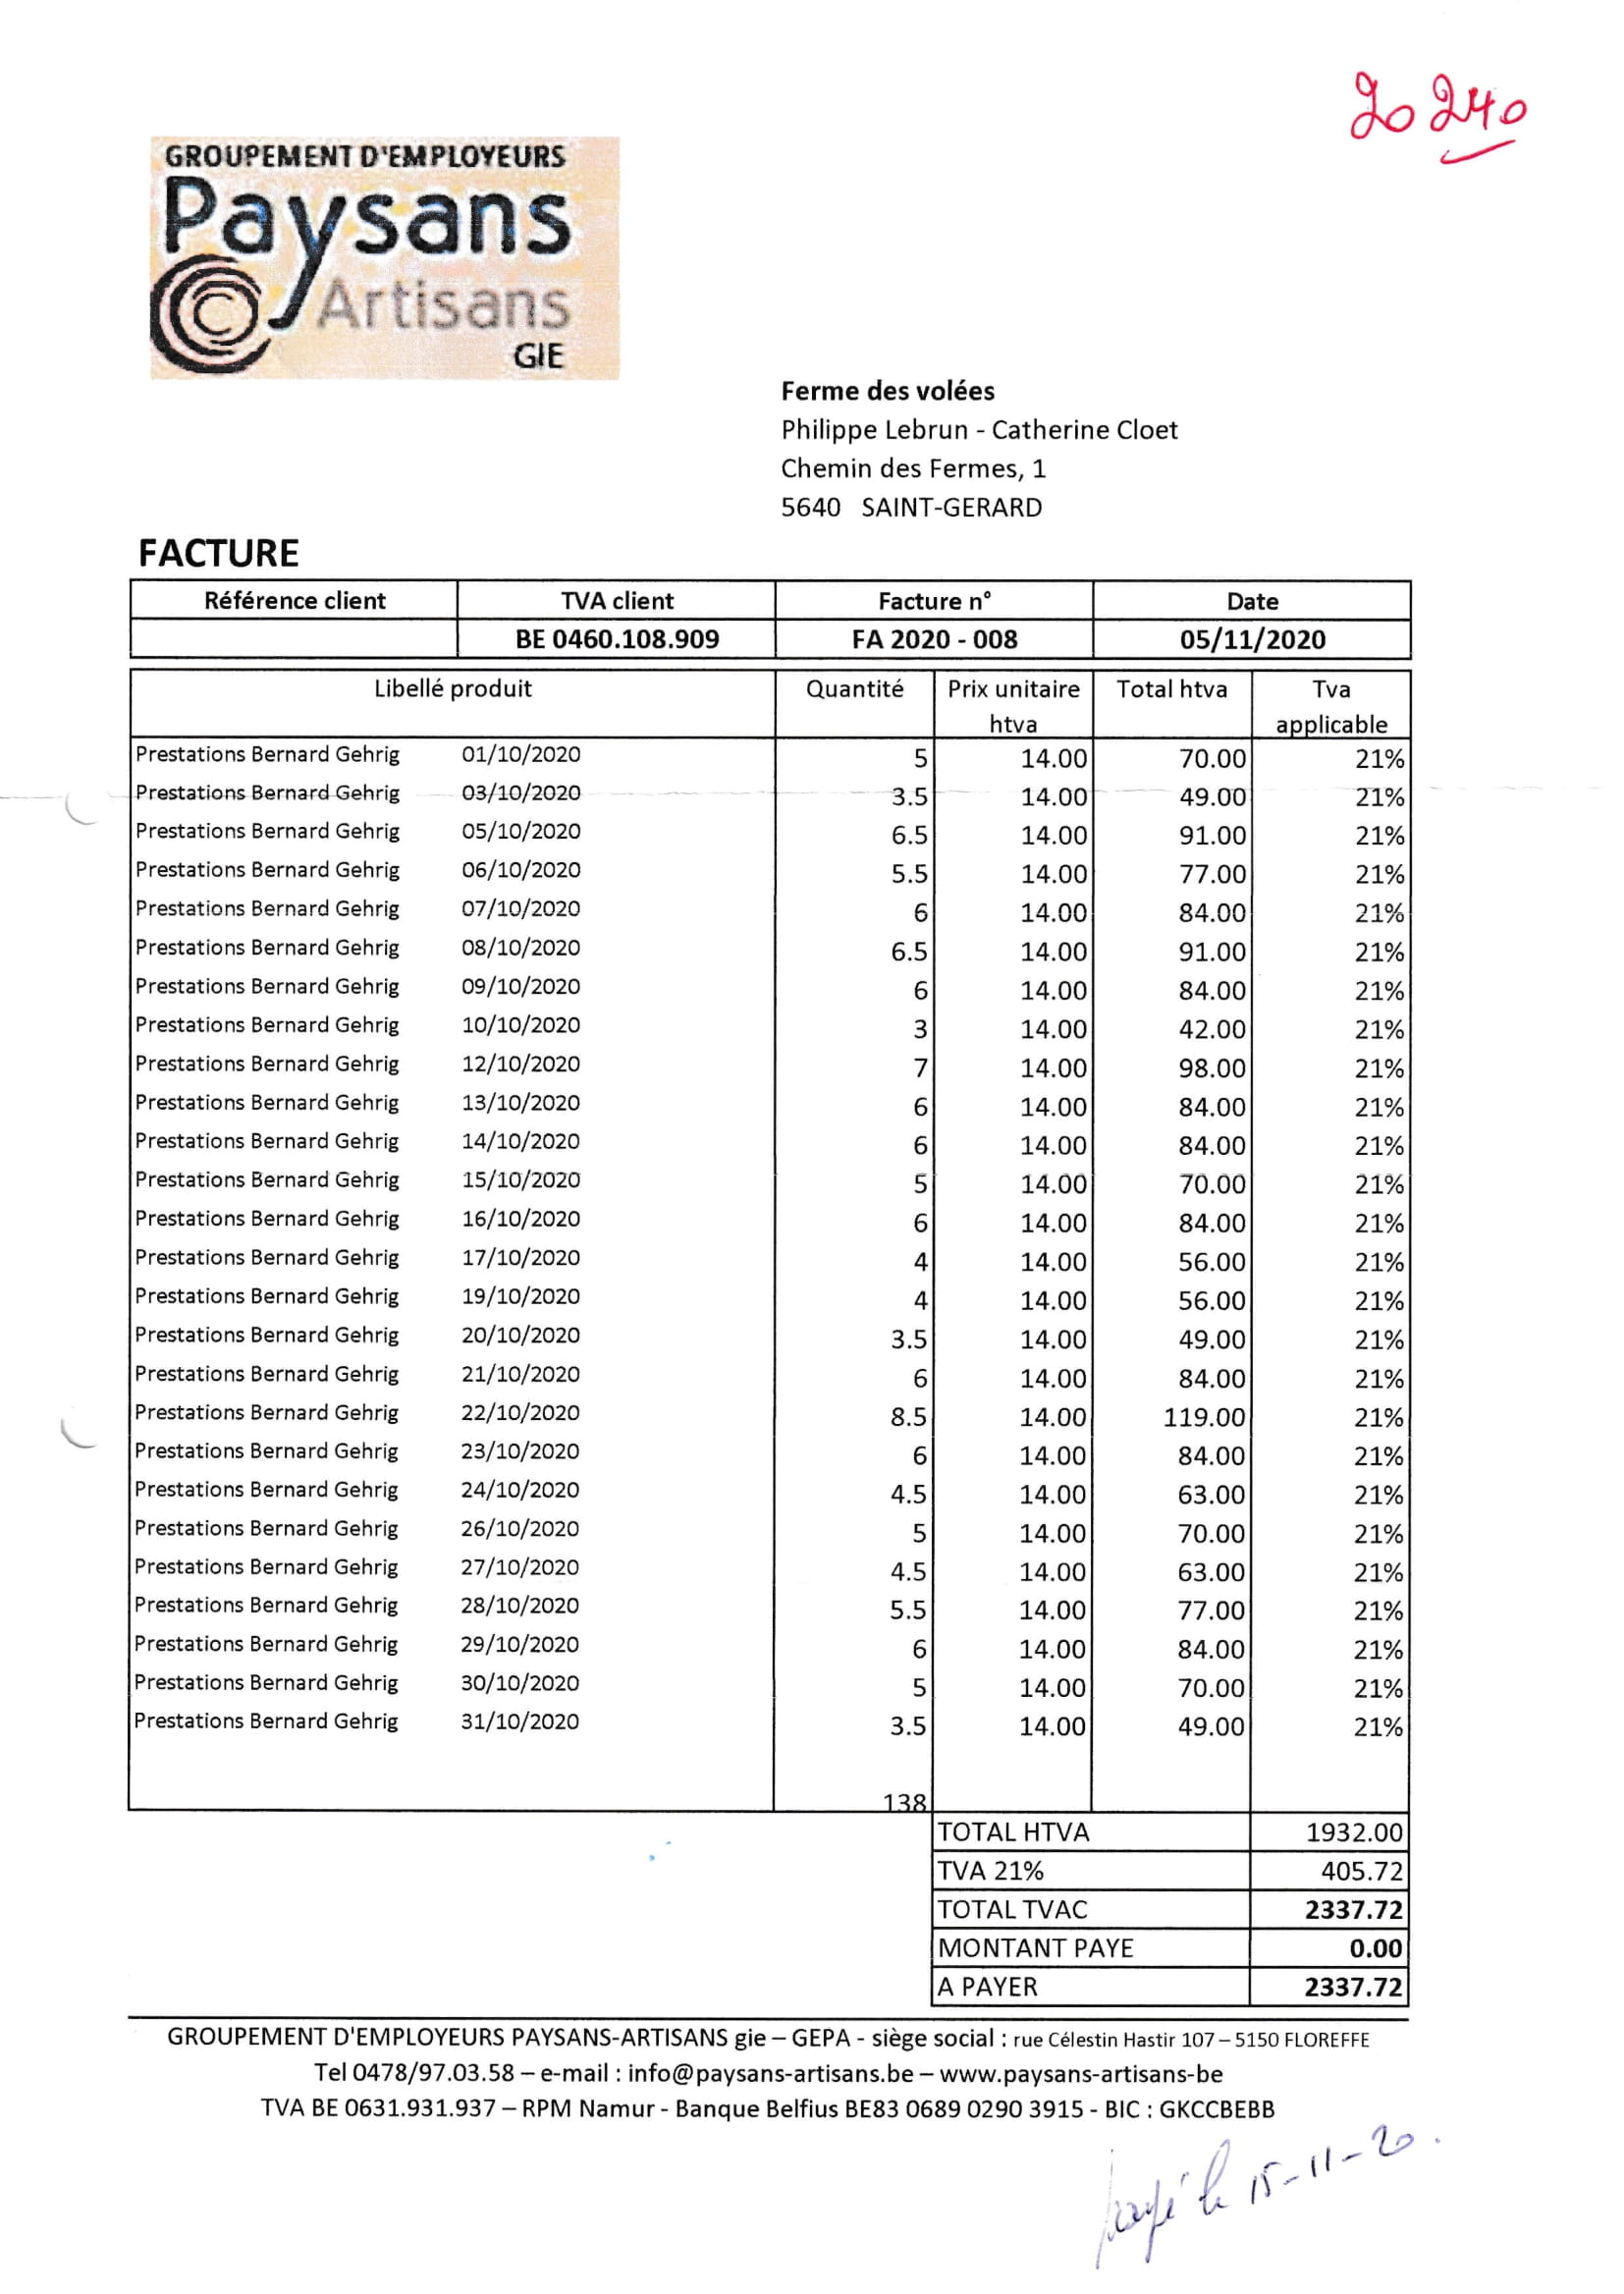 20 240
GROUPEMENT D'EMPLOYEURS
Paysans
Artisans
GIE
Ferme des volées
Philippe Lebrun - Catherine Cloet
Chemin des Fermes, 1
5640 SAINT-GERARD
FACTURE
Référence client TVA client Facture n° Date
BE 0460.108.909 FA 2020 - 008 05/11/2020
Libellé produit Quantité Prix unitaire htva Total htva Tva applicable
Prestations Bernard Gehrig 01/10/2020 5 14.00 70.00 21%
Prestations Bernard Gehrig 03/10/2020 3.5 14.00 49.00 21%
Prestations Bernard Gehrig 05/10/2020 6.5 14.00 91.00 21%
Prestations Bernard Gehrig 06/10/2020 5.5 14.00 77.00 21%
Prestations Bernard Gehrig 07/10/2020 6 14.00 84.00 21%
Prestations Bernard Gehrig 08/10/2020 6.5 14.00 91.00 21%
Prestations Bernard Gehrig 09/10/2020 6 14.00 84.00 21%
Prestations Bernard Gehrig 10/10/2020 3 14.00 42.00 21%
Prestations Bernard Gehrig 12/10/2020 7 14.00 98.00 21%
Prestations Bernard Gehrig 13/10/2020 6 14.00 84.00 21%
Prestations Bernard Gehrig 14/10/2020 6 14.00 84.00 21%
Prestations Bernard Gehrig 15/10/2020 5 14.00 70.00 21%
Prestations Bernard Gehrig 16/10/2020 6 14.00 84.00 21%
Prestations Bernard Gehrig 17/10/2020 4 14.00 56.00 21%
Prestations Bernard Gehrig 19/10/2020 4 14.00 56.00 21%
Prestations Bernard Gehrig 20/10/2020 3.5 14.00 49.00 21%
Prestations Bernard Gehrig 21/10/2020 6 14.00 84.00 21%
Prestations Bernard Gehrig 22/10/2020 8.5 14.00 119.00 21%
Prestations Bernard Gehrig 23/10/2020 6 14.00 84.00 21%
Prestations Bernard Gehrig 24/10/2020 4.5 14.00 63.00 21%
Prestations Bernard Gehrig 26/10/2020 5 14.00 70.00 21%
Prestations Bernard Gehrig 27/10/2020 4.5 14.00 63.00 21%
Prestations Bernard Gehrig 28/10/2020 5.5 14.00 77.00 21%
Prestations Bernard Gehrig 29/10/2020 6 14.00 84.00 21%
Prestations Bernard Gehrig 30/10/2020 5 14.00 70.00 21%
Prestations Bernard Gehrig 31/10/2020 3.5 14.00 49.00 21%
138
TOTAL HTVA 1932.00
TVA 21% 405.72
TOTAL TVAC 2337.72
MONTANT PAYE 0.00
A PAYER 2337.72
GROUPEMENT D'EMPLOYEURS PAYSANS-ARTISANS gie – GEPA - siège social : rue Célestin Hastir 107 – 5150 FLOREFFE
Tel 0478/97.03.58 – e-mail : info@paysans-artisans.be – www.paysans-artisans-be
TVA BE 0631.931.937 – RPM Namur - Banque Belfius BE83 0689 0290 3915 - BIC : GKCCBEBB
payé le 15-11-20.